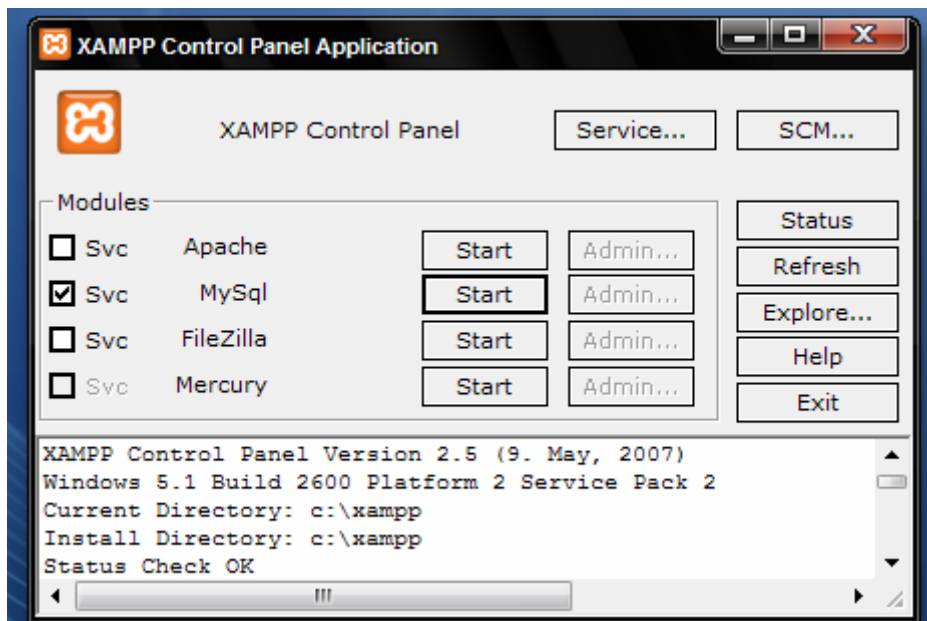 XAMPP Control Panel Application
XAMPP Control Panel Service... SCM...
Modules
Svc Apache Start Admin...
Svc MySql Start Admin...
Svc FileZilla Start Admin...
Svc Mercury Start Admin...
Status
Refresh
Explore...
Help
Exit
XAMPP Control Panel Version 2.5 (9. May, 2007)
Windows 5.1 Build 2600 Platform 2 Service Pack 2
Current Directory: c:\xampp
Install Directory: c:\xampp
Status Check OK